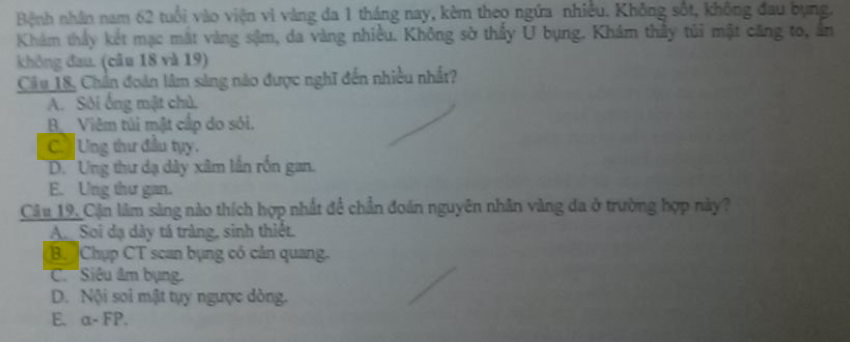 Bệnh nhân nam 62 tuổi vào viện vì vàng da 1 tháng nay, kèm theo ngứa nhiều. Không sốt, không đau bụng.
Khám thấy kết mạc mắt vàng sậm, da vàng nhiều. Không sờ thấy U bụng. Khám thấy túi mật căng to, ấn
không đau. (câu 18 và 19)
Câu 18. Chẩn đoán lâm sàng nào được nghĩ đến nhiều nhất?
A. Sỏi ống mật chủ.
B. Viêm túi mật cấp do sỏi.
C. Ung thư đầu tụy.
D. Ung thư dạ dày xâm lấn rốn gan.
E. Ung thư gan.
Câu 19. Cận lâm sàng nào thích hợp nhất để chẩn đoán nguyên nhân vàng da ở trường hợp này?
A. Soi dạ dày tá tràng, sinh thiết.
B. Chụp CT scan bụng có cản quang.
C. Siêu âm bụng.
D. Nội soi mật tụy ngược dòng.
E. α- FP.